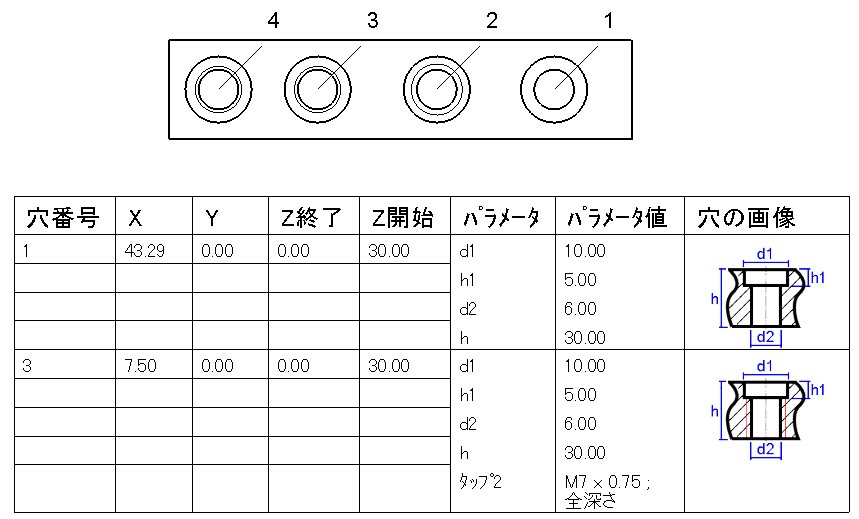 4 3 2 1
穴番号 X Y Z終了 Z開始 ﾊﾟﾗﾒｰﾀ ﾊﾟﾗﾒｰﾀ値 穴の画像
1 43.29 0.00 0.00 30.00 d1 10.00
h1 5.00
d2 6.00
h 30.00
d1
h1
h
d2
3 7.50 0.00 0.00 30.00 d1 10.00
h1 5.00
d2 6.00
h 30.00
ﾀｯﾌﾟ2 M7 x 0.75 ;
全深さ
d1
h1
h
d2